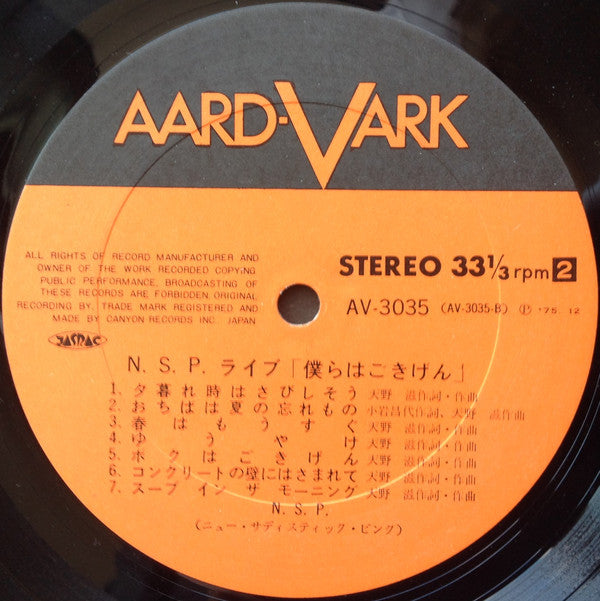 AARD-VARK
ALL RIGHTS OF RECORD MANUFACTURER AND
OWNER OF THE WORK RECORDED COPYING
PUBLIC PERFORMANCE, BROADCASTING OF
THESE RECORDS ARE FORBIDDEN, ORIGINAL
RECORDING BY. TRADE MARK REGISTERED AND
MADE BY CANYON RECORDS INC. JAPAN
JASRAC
STEREO 33 1/3 rpm 2
AV-3035 (AV-3035-B) Ⓟ '75. 12
N. S. P. ライブ「僕らはごきげん」
1. 夕暮れ時はさびしそう 天野 滋作詞・作曲
2. おちばは夏の忘れもの 小岩昌代作詞、天野 滋作曲
3. 春はもうすぐ 天野 滋作詞・作曲
4. ゆうやけ 天野 滋作詞・作曲
5. ボクはごきげん 天野 滋作詞・作曲
6. コンクリートの壁にはさまれて 天野 滋作詞・作曲
7. スープ イン ザ モーニング 天野 滋作詞・作曲
N. S. P.
(ニュー・サディスティック・ピンク)